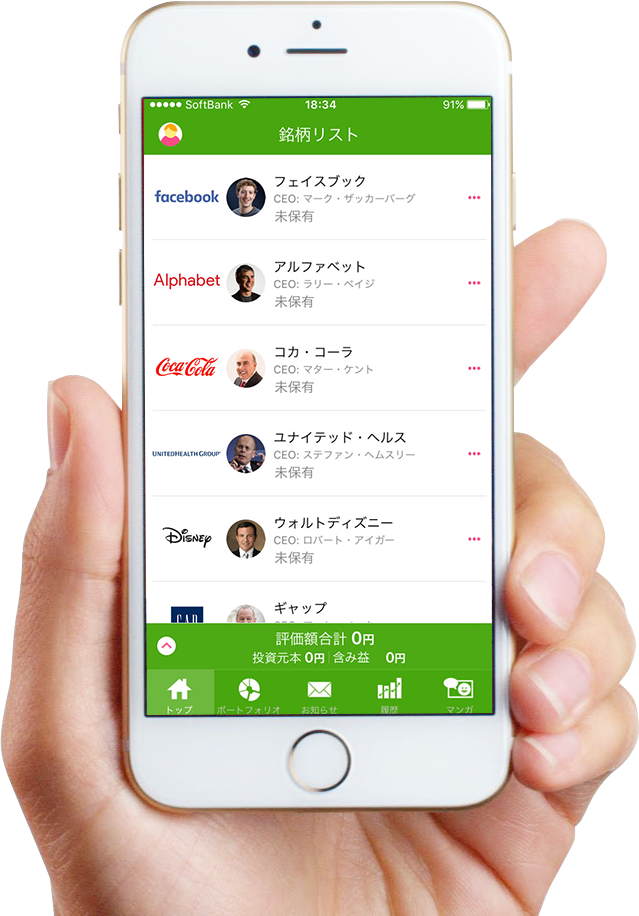 SoftBank 18:34 91%
銘柄リスト
facebook
フェイスブック
CEO: マーク・ザッカーバーグ
未保有
Alphabet
アルファベット
CEO: ラリー・ペイジ
未保有
Coca-Cola
コカ・コーラ
CEO: マター・ケント
未保有
UNITEDHEALTH GROUP
ユナイテッド・ヘルス
CEO: ステファン・ヘムスリー
未保有
Disney
ウォルトディズニー
CEO: ロバート・アイガー
未保有
GAP
ギャップ
評価額合計 0円
投資元本 0円 含み益 0円
トップ ポートフォリオ お知らせ 履歴 マンガ